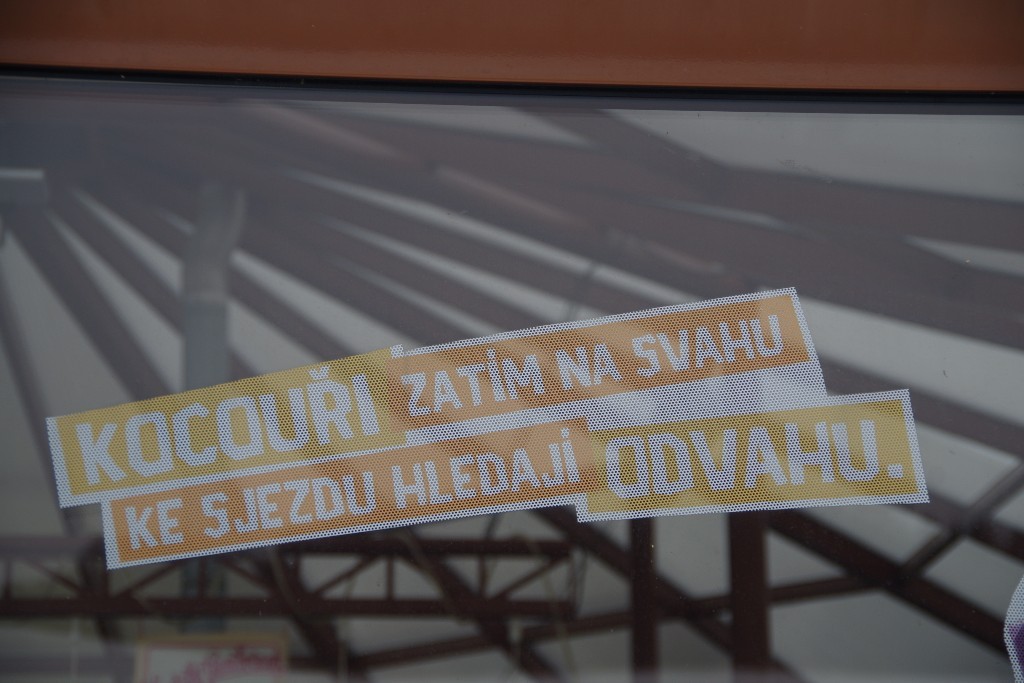 KOCOUŘI ZATÍM NA SVAHU
KE SJEZDU HLEDAJÍ ODVAHU.